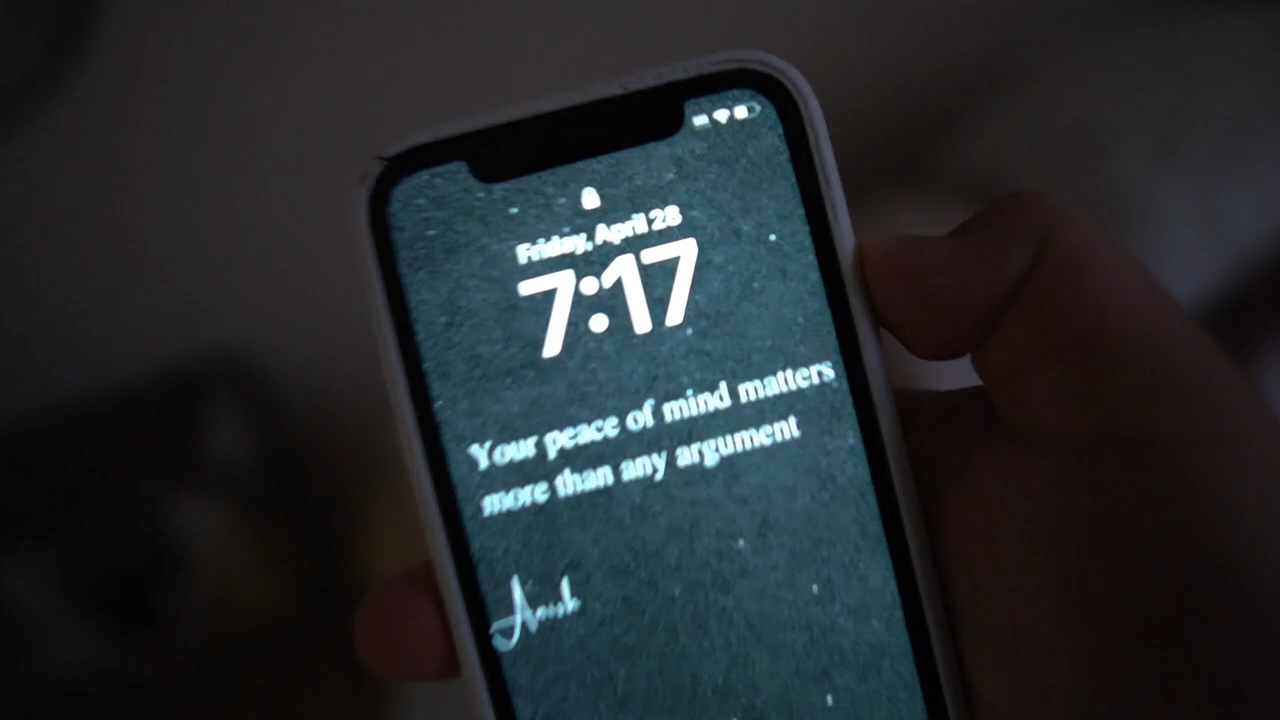 Friday, April 28
7:17
Your peace of mind matters
more than any argument